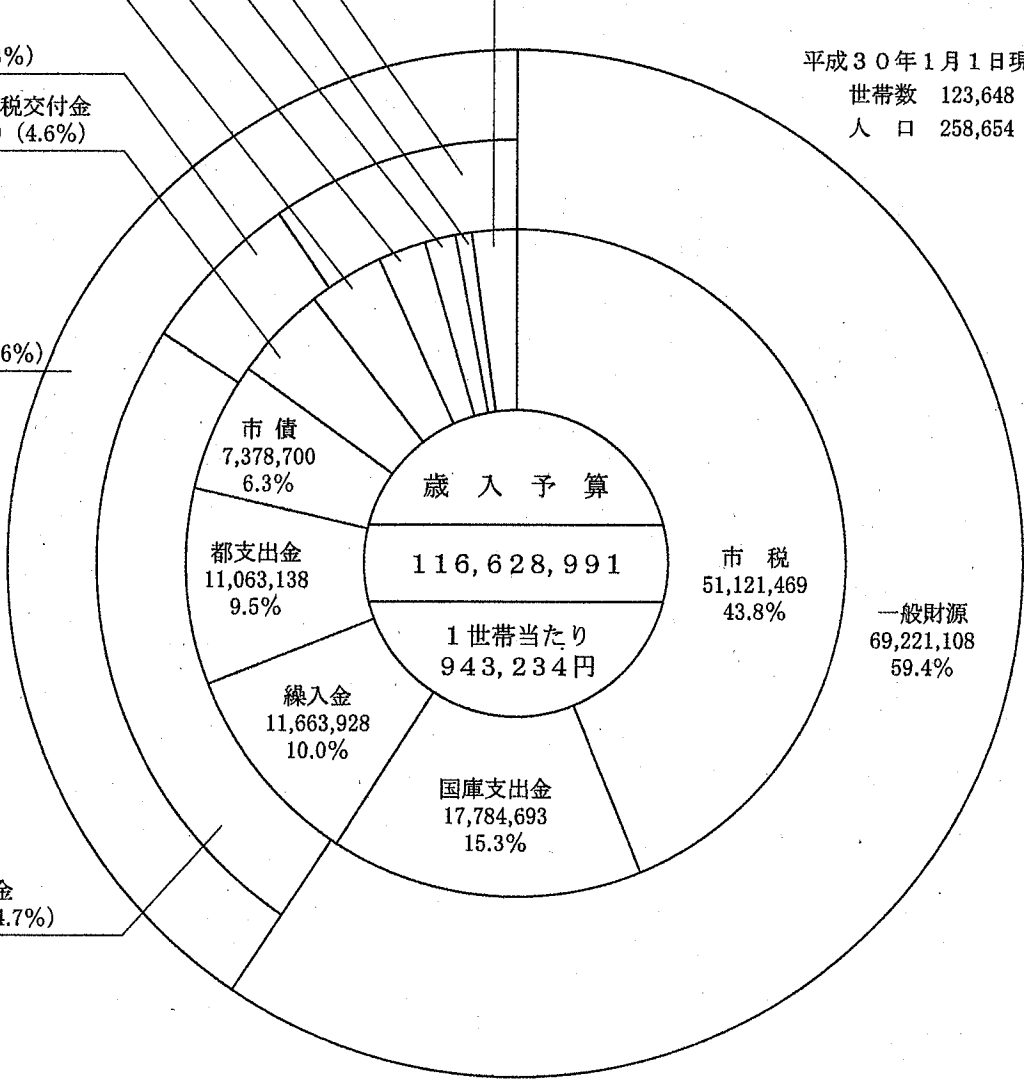 %)
税交付金
(4.6%)
6%)
平成30年1月1日現
世帯数 123,648
人 口 258,654
市 債
7,378,700
6.3%
都支出金
11,063,138
9.5%
繰入金
11,663,928
10.0%
国庫支出金
17,784,693
15.3%
歳 入 予 算
116,628,991
1世帯当たり
943,234円
市 税
51,121,469
43.8%
一般財源
69,221,108
59.4%
金
4.7%)